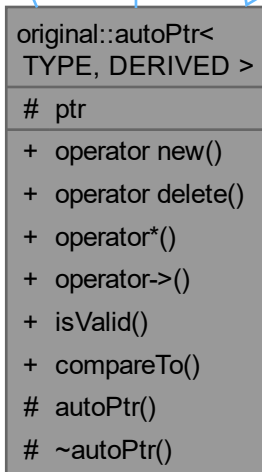 original::autoPtr<
TYPE, DERIVED >
# ptr
+ operator new()
+ operator delete()
+ operator*()
+ operator->()
+ isValid()
+ compareTo()
# autoPtr()
# ~autoPtr()